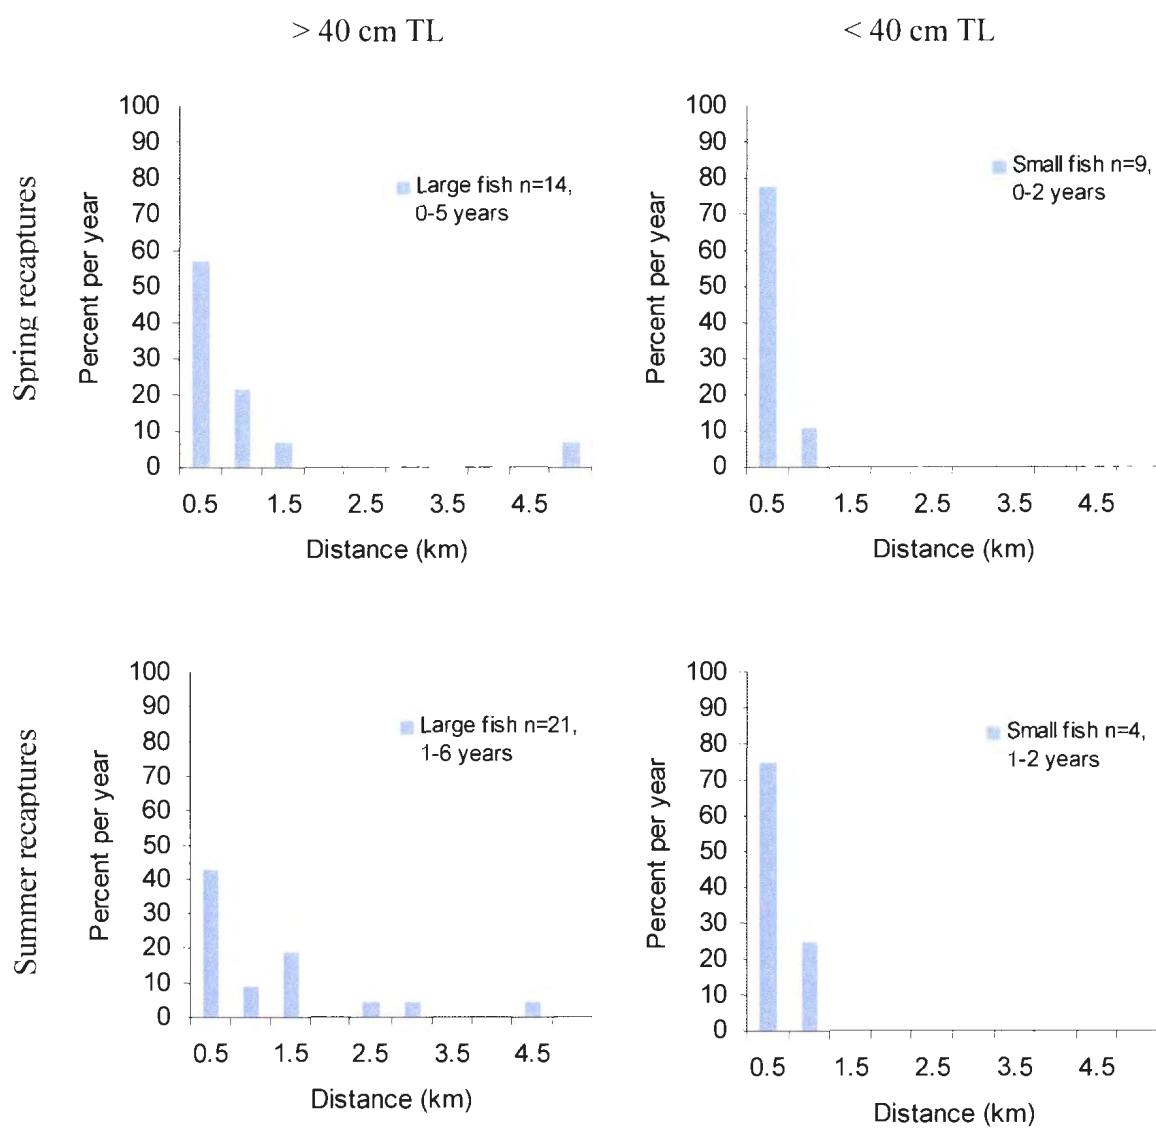 > 40 cm TL
< 40 cm TL
Spring recaptures
Percent per year
100
90
80
70
60
50
40
30
20
10
0
Large fish n=14,
0-5 years
0.5 1.5 2.5 3.5 4.5
Distance (km)
Percent per year
100
90
80
70
60
50
40
30
20
10
0
Small fish n=9,
0-2 years
0.5 1.5 2.5 3.5 4.5
Distance (km)
Summer recaptures
Percent per year
100
90
80
70
60
50
40
30
20
10
0
Large fish n=21,
1-6 years
0.5 1.5 2.5 3.5 4.5
Distance (km)
Percent per year
100
90
80
70
60
50
40
30
20
10
0
Small fish n=4,
1-2 years
0.5 1.5 2.5 3.5 4.5
Distance (km)